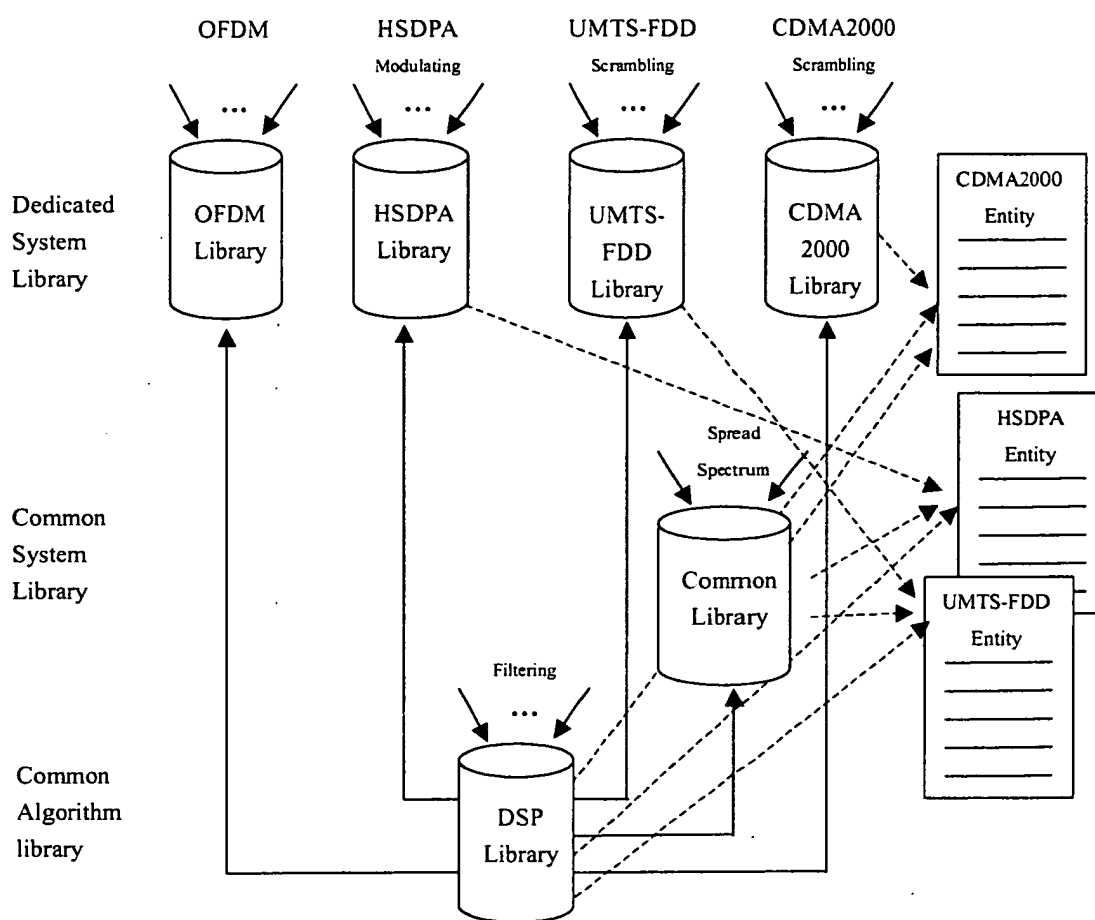 OFDM
HSDPA
UMTS-FDD
CDMA2000
Modulating
Scrambling
Scrambling
...
...
...
...
Dedicated
System
Library
OFDM
Library
HSDPA
Library
UMTS-
FDD
Library
CDMA
2000
Library
CDMA2000
Entity
HSDPA
Entity
Spread
Spectrum
Common
System
Library
Common
Library
UMTS-FDD
Entity
Filtering
...
Common
Algorithm
library
DSP
Library